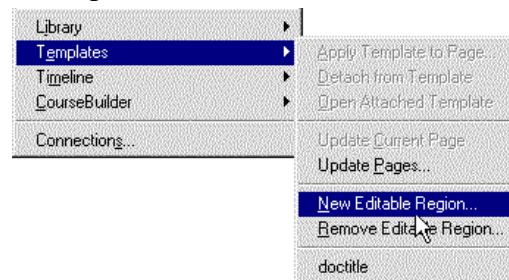 Library
Templates
Timeline
CourseBuilder
Connections...
Apply Template to Page...
Detach from Template
Open Attached Template
Update Current Page
Update Pages...
New Editable Region...
Remove Editable Region...
doctitle